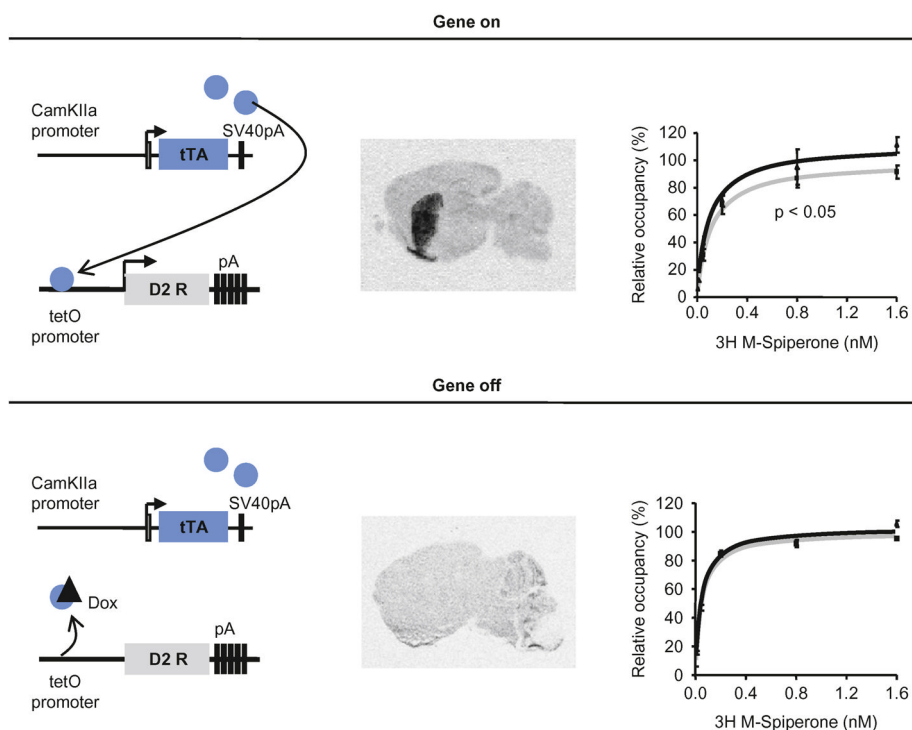 Gene on
CamKIIa
promoter
SV40pA
tTA
pA
D2 R
tetO
promoter
Relative occupancy (%)
120
100
80
60
40
20
0
p < 0.05
0.0 0.4 0.8 1.2 1.6
3H M-Spiperone (nM)
Gene off
CamKIIa
promoter
SV40pA
tTA
Dox
pA
D2 R
tetO
promoter
Relative occupancy (%)
120
100
80
60
40
20
0
0.0 0.4 0.8 1.2 1.6
3H M-Spiperone (nM)